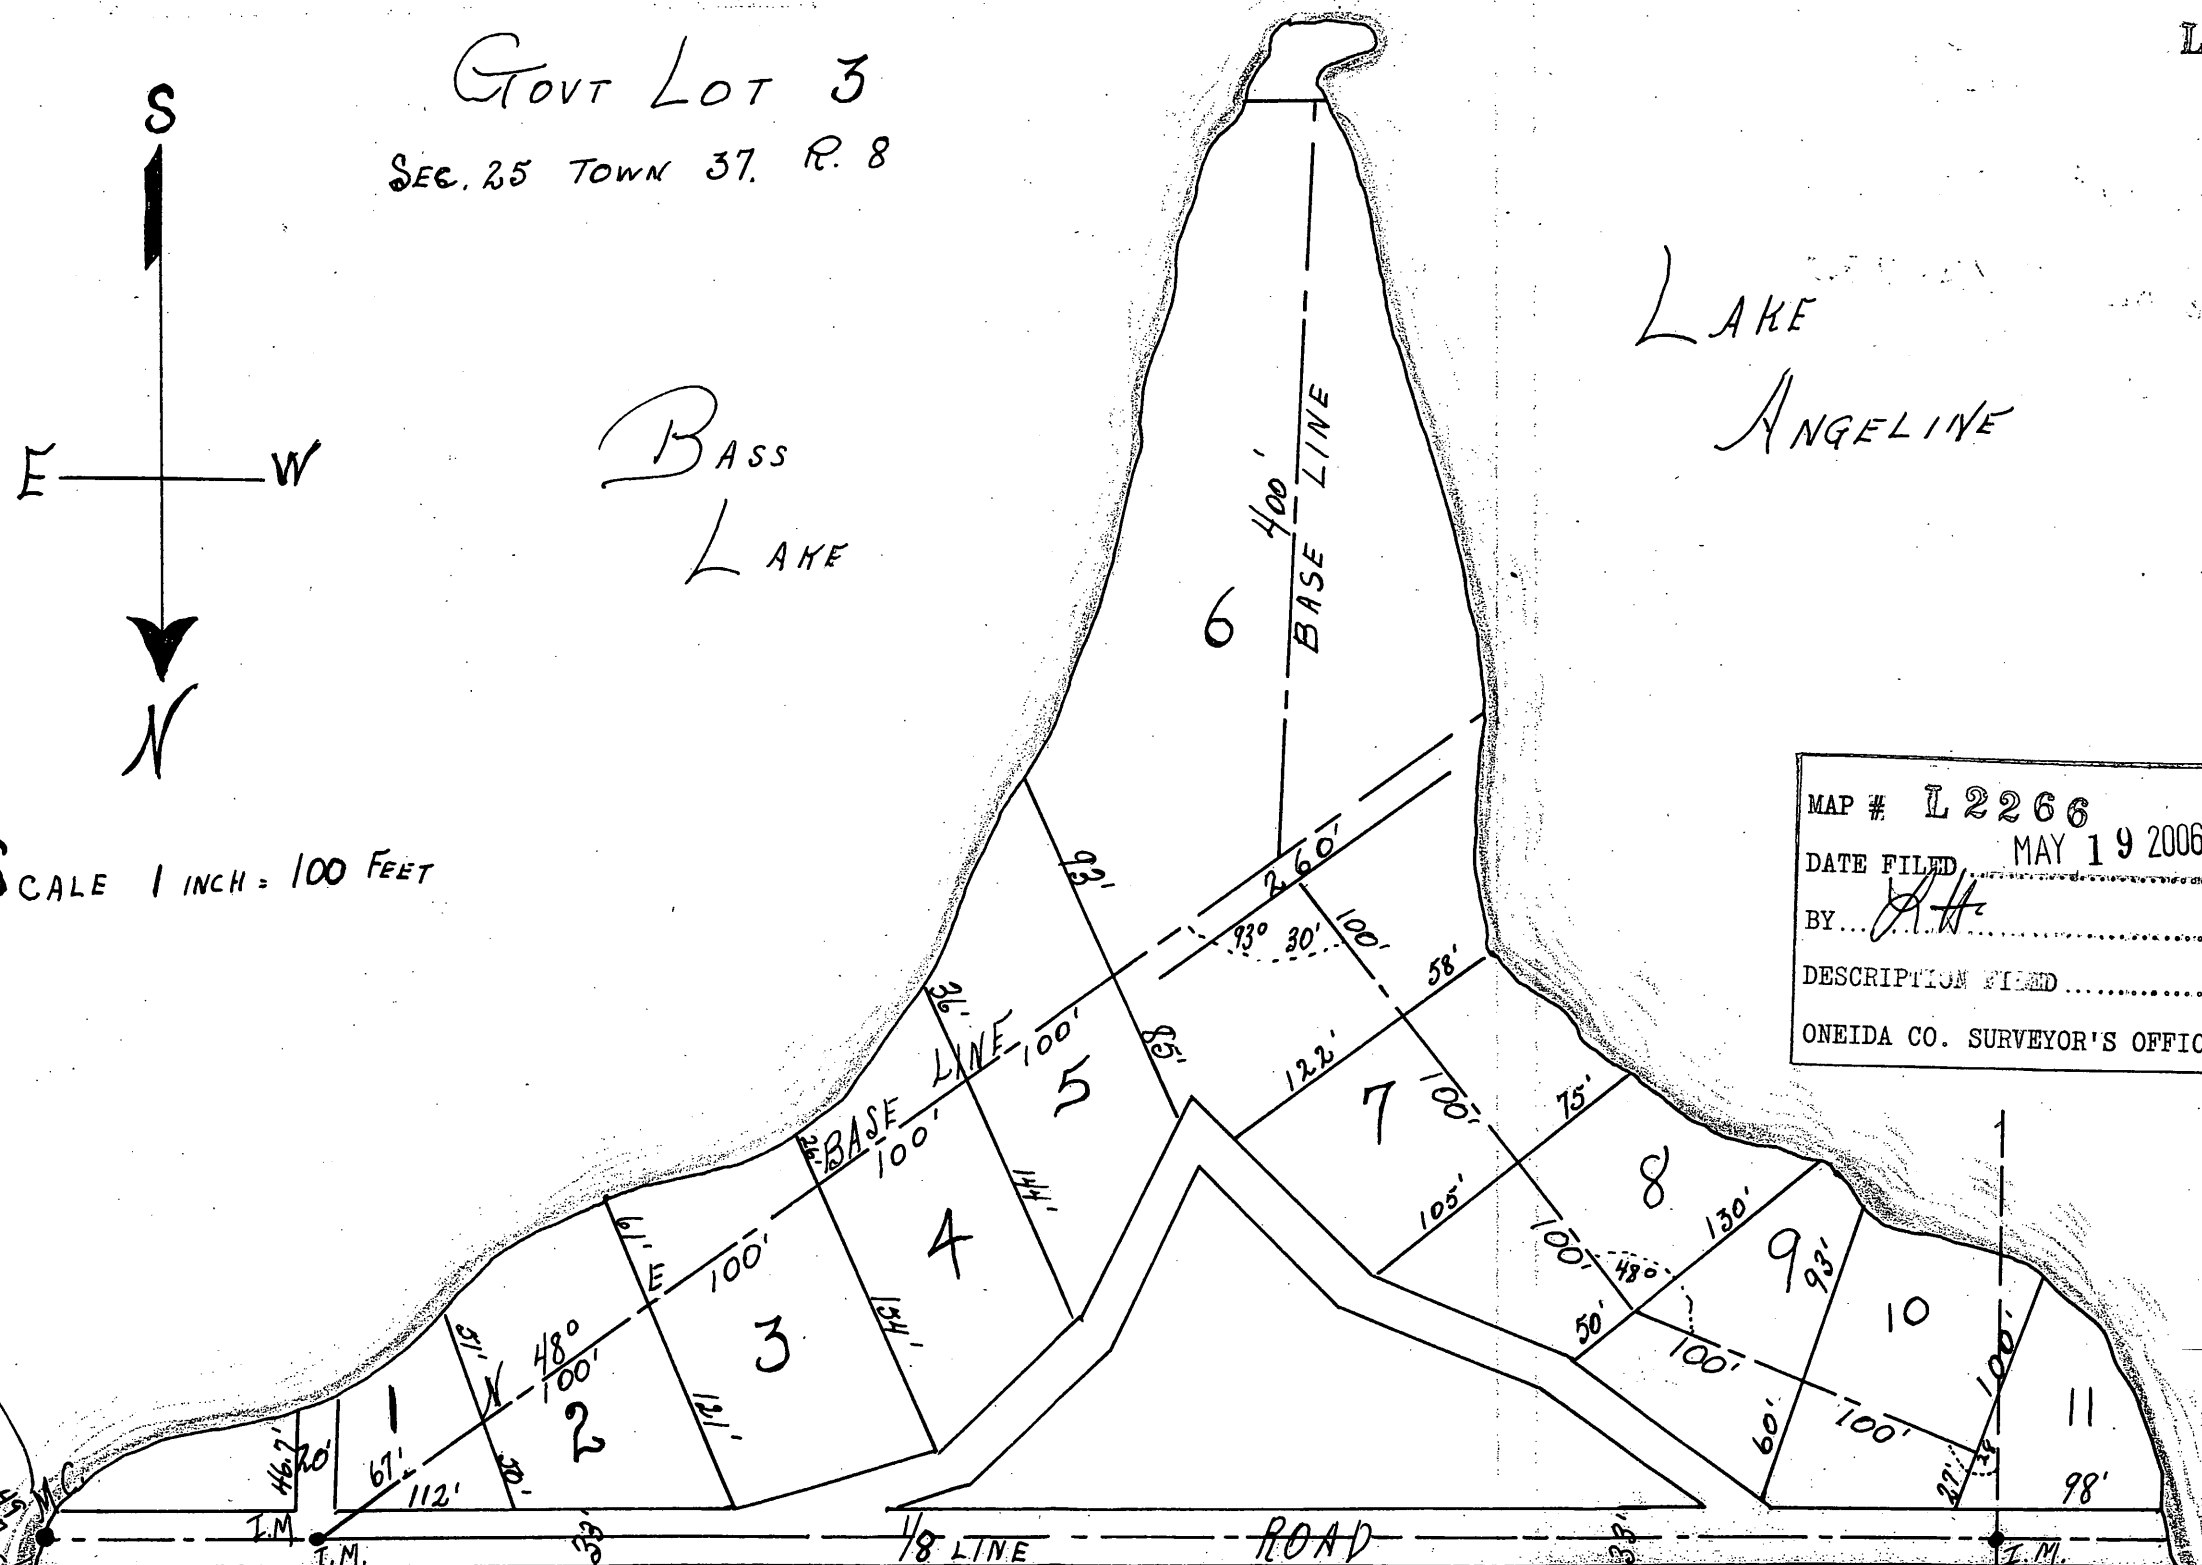 GOVT LOT 3
SEC. 25 TOWN 37. R. 8
S
E
W
N
SCALE 1 INCH = 100 FEET
BASS
LAKE
LAKE
ANGELINE
L
MAP # L2266
DATE FILED MAY 19 2006
BY
DESCRIPTION FILED
ONEIDA CO. SURVEYOR'S OFFIC
400'
BASE LINE
6
260'
93° 30'
100'
93'
85'
58'
122'
36'
BASE LINE
100'
100'
5
144'
7
100'
75'
105'
26'
4
154'
8
100'
48°
130'
50'
61'
N 48° E
100'
100'
3
121'
9
93'
60'
100'
10
100'
100'
27'
11
98'
1
67'
112'
51'
50'
2
46.7'
20'
M.C.
I.M.
I.M.
33'
1/8 LINE
ROAD
33'
I.M.